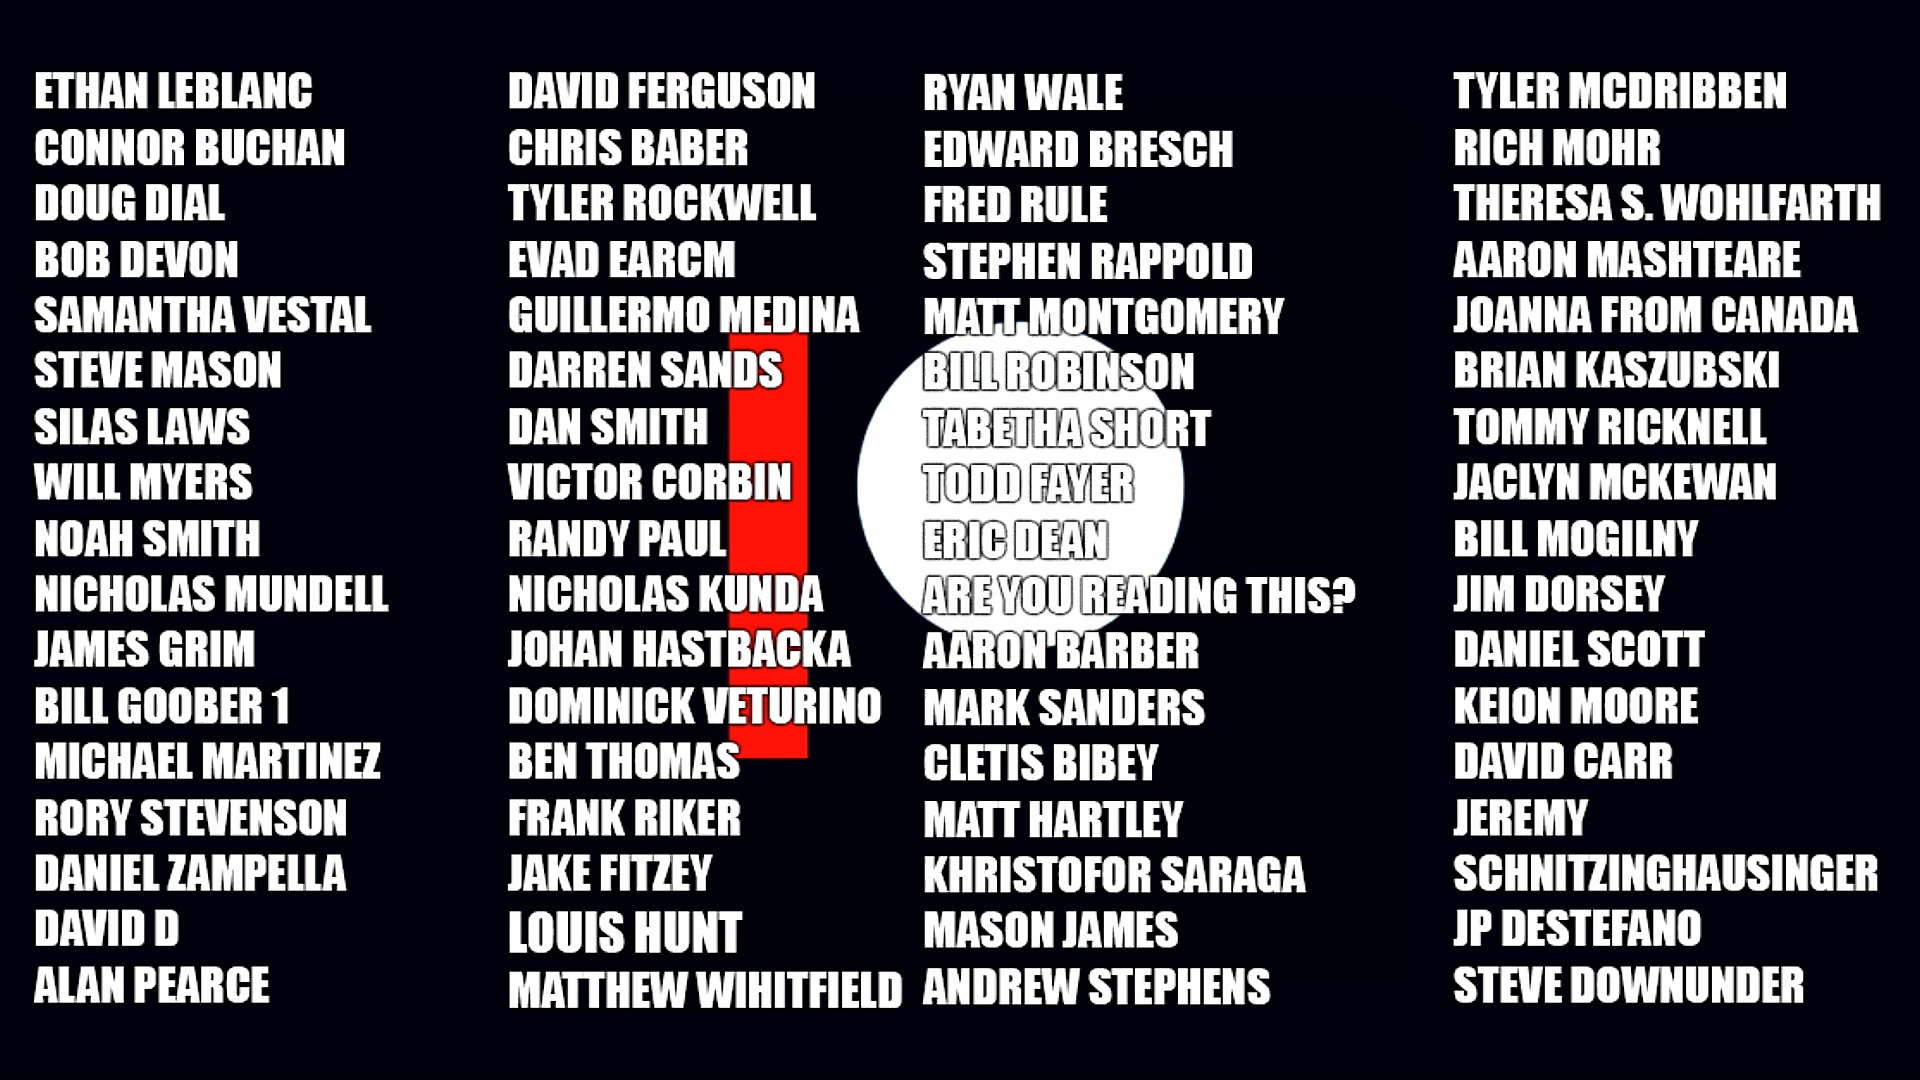 ETHAN LEBLANC
CONNOR BUCHAN
DOUG DIAL
BOB DEVON
SAMANTHA VESTAL
STEVE MASON
SILAS LAWS
WILL MYERS
NOAH SMITH
NICHOLAS MUNDELL
JAMES GRIM
BILL GOOBER 1
MICHAEL MARTINEZ
RORY STEVENSON
DANIEL ZAMPELLA
DAVID D
ALAN PEARCE
DAVID FERGUSON
CHRIS BABER
TYLER ROCKWELL
EVAD EARCM
GUILLERMO MEDINA
DARREN SANDS
DAN SMITH
VICTOR CORBIN
RANDY PAUL
NICHOLAS KUNDA
JOHAN HASTBACKA
DOMINICK VETURINO
BEN THOMAS
FRANK RIKER
JAKE FITZEY
LOUIS HUNT
MATTHEW WIHITFIELD
RYAN WALE
EDWARD BRESCH
FRED RULE
STEPHEN RAPPOLD
MATT MONTGOMERY
BILL ROBINSON
TABETHA SHORT
TODD FAYER
ERIC DEAN
ARE YOU READING THIS?
AARON BARBER
MARK SANDERS
CLETIS BIBEY
MATT HARTLEY
KHRISTOFOR SARAGA
MASON JAMES
ANDREW STEPHENS
TYLER MCDRIBBEN
RICH MOHR
THERESA S. WOHLFARTH
AARON MASHTEARE
JOANNA FROM CANADA
BRIAN KASZUBSKI
TOMMY RICKNELL
JACLYN MCKEWAN
BILL MOGILNY
JIM DORSEY
DANIEL SCOTT
KEION MOORE
DAVID CARR
JEREMY
SCHNITZINGHAUSINGER
JP DESTEFANO
STEVE DOWNUNDER